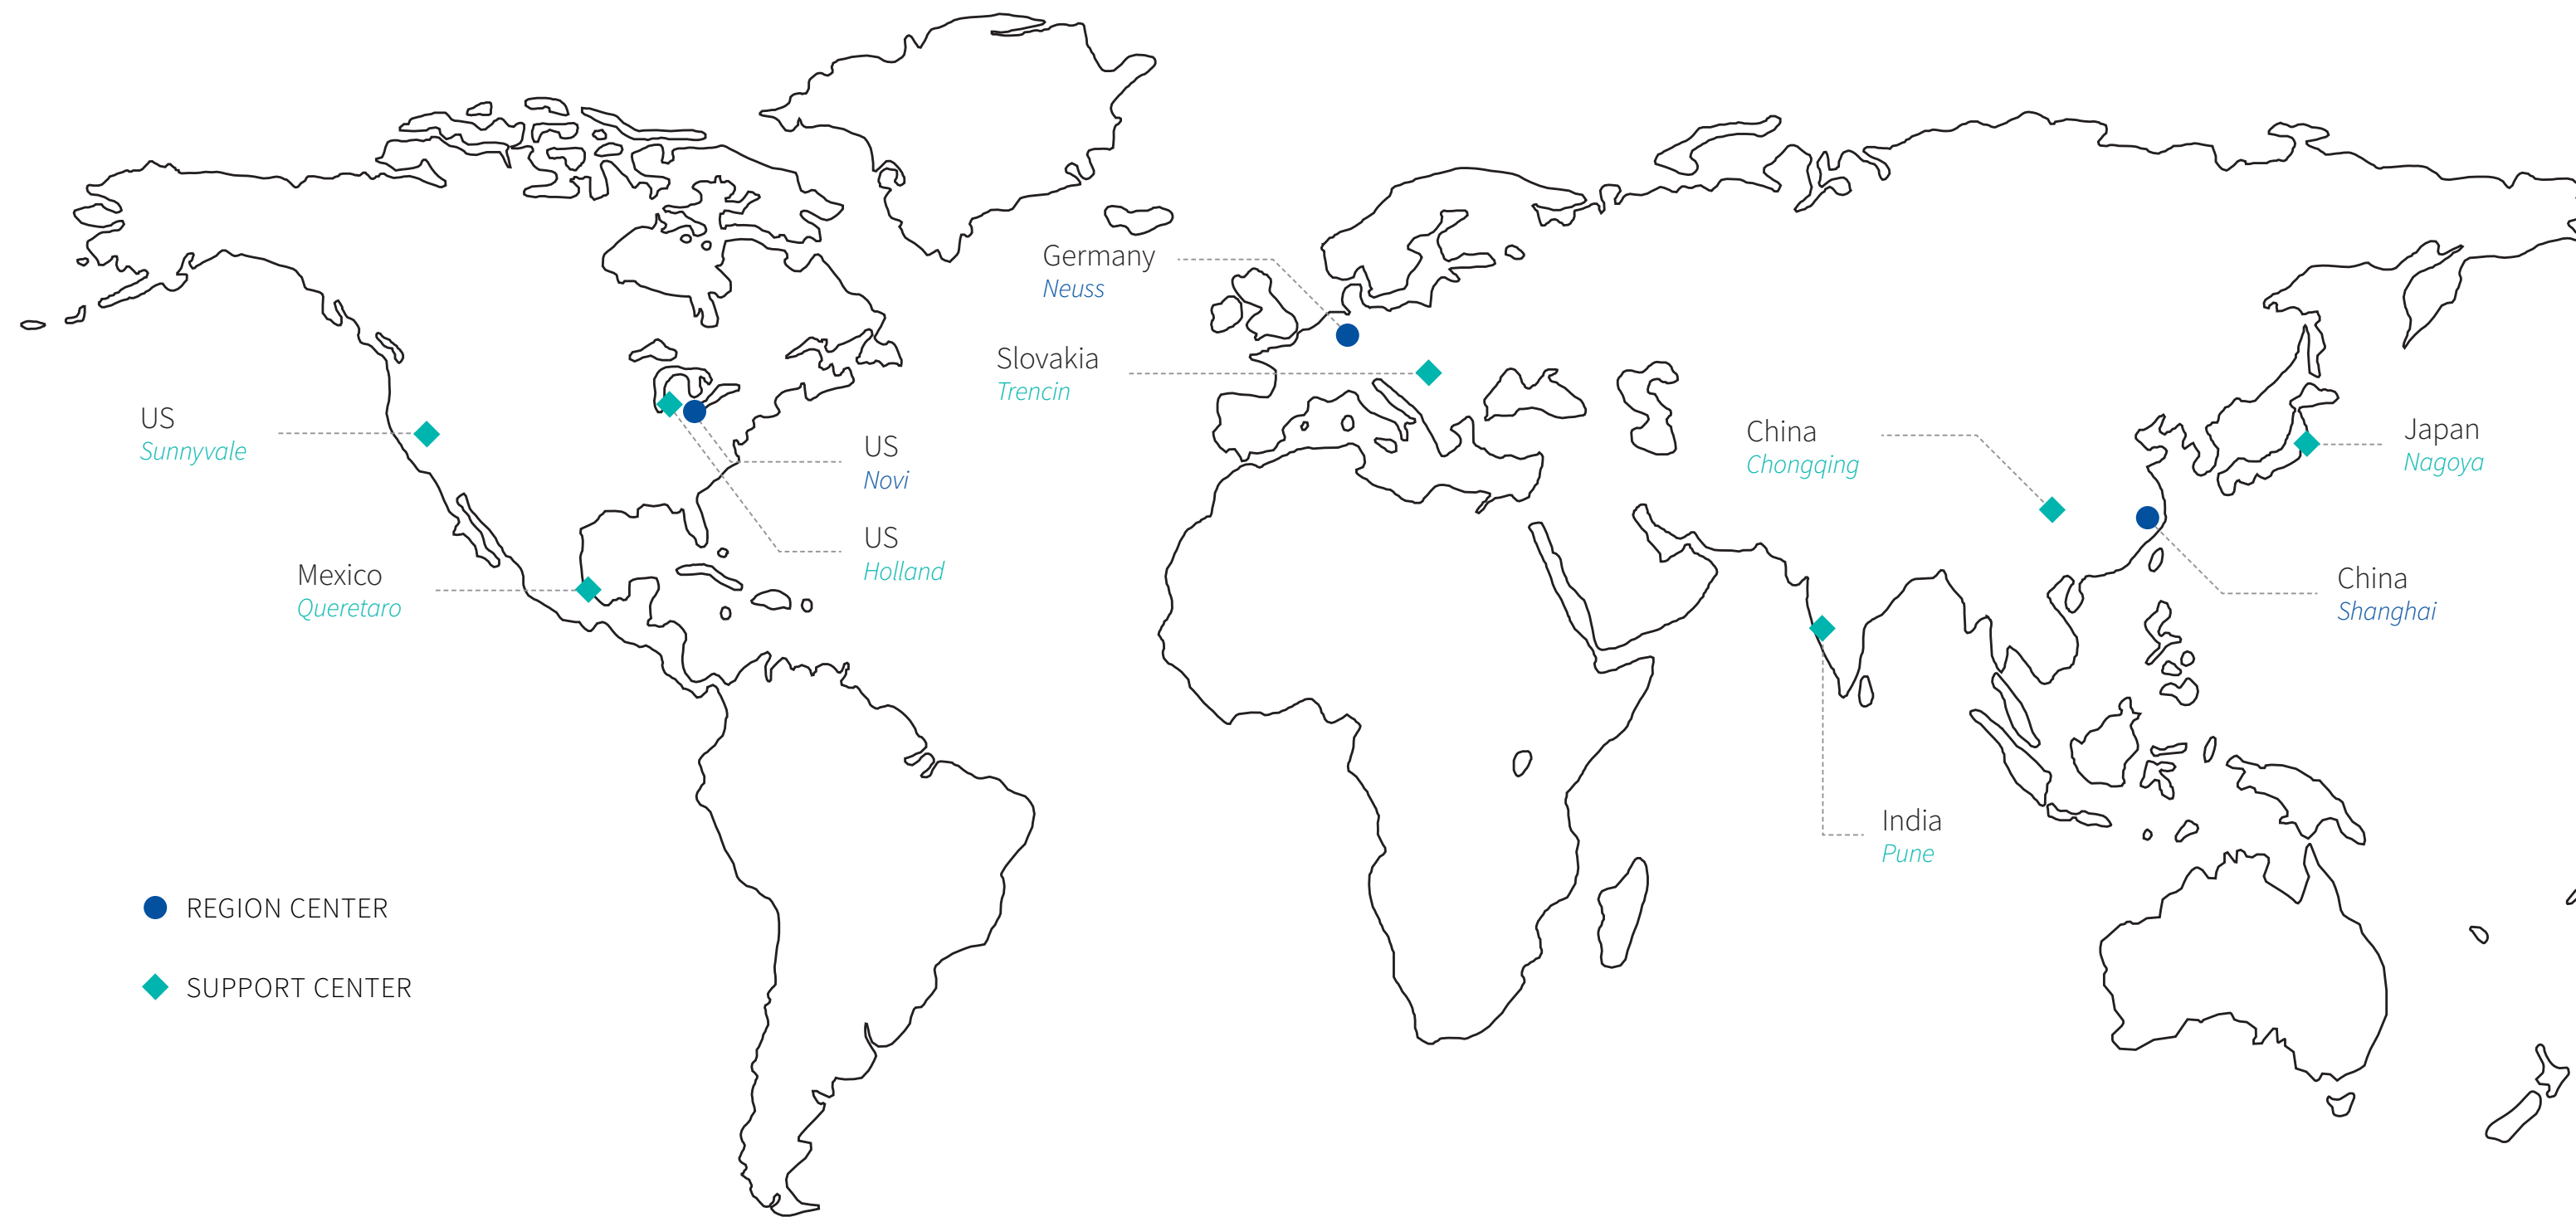 Germany
Neuss
Slovakia
Trencin
US
Sunnyvale
US
Novi
China
Chongqing
Japan
Nagoya
US
Holland
Mexico
Queretaro
China
Shanghai
India
Pune
REGION CENTER
SUPPORT CENTER